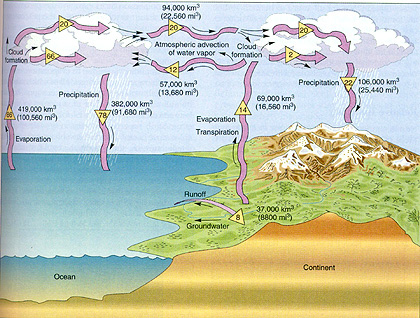 94,000 km³
(22,560 mi³)
20
20
20
Cloud
formation
66
Atmospheric advection
of water vapor
Cloud
formation
2
12
57,000 km³
(13,680 mi³)
Precipitation
22
106,000 km³
(25,440 mi³)
Precipitation
382,000 km³
(91,680 mi³)
78
69,000 km³
(16,560 mi³)
14
Evaporation
Transpiration
419,000 km³
(100,560 mi³)
86
Evaporation
Runoff
37,000 km³
(8800 mi³)
8
Groundwater
Ocean
Continent